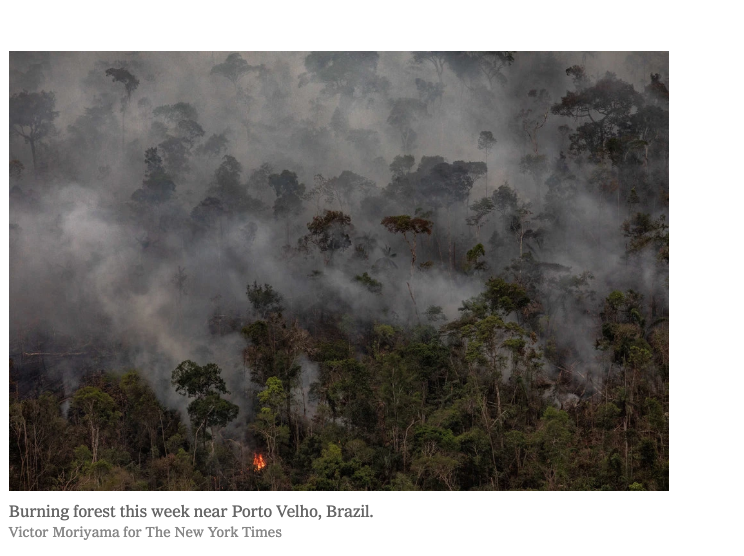 Burning forest this week near Porto Velho, Brazil.
Victor Moriyama for The New York Times